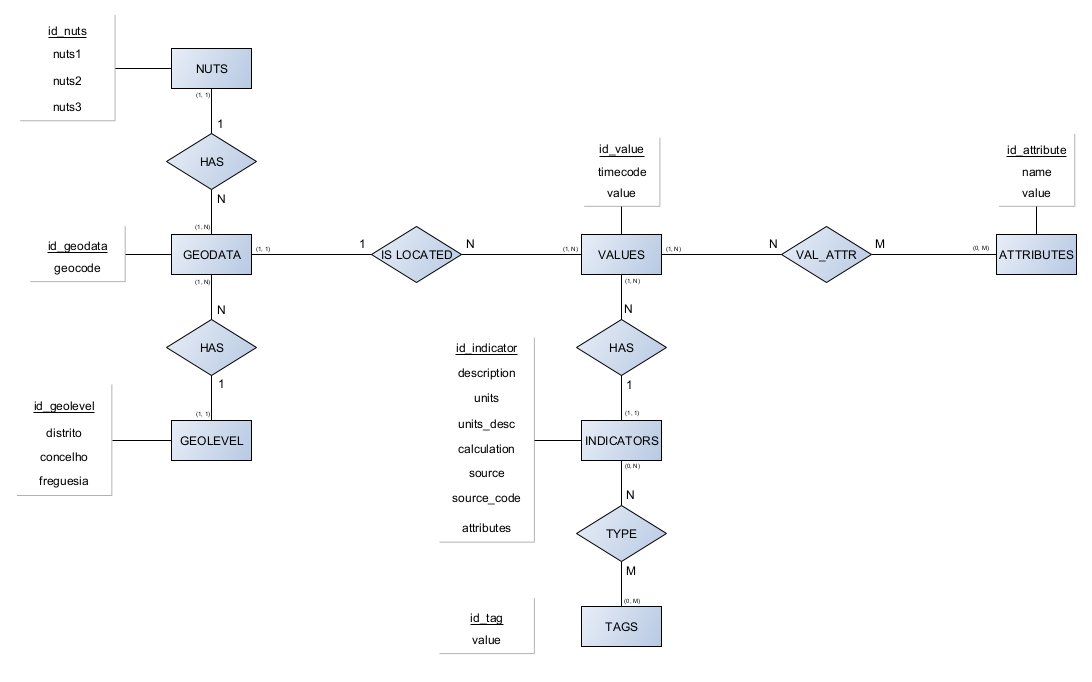 id_nuts
nuts1
nuts2
nuts3
NUTS
(1, 1)
1
HAS
N
(1, N)
id_geodata
geocode
GEODATA
(1, 1)
(1, N)
1
IS LOCATED
N
(1, N)
id_value
timecode
value
VALUES
(1, N)
(1, N)
N
VAL_ATTR
M
(0, M)
id_attribute
name
value
ATTRIBUTES
N
HAS
1
(1, 1)
id_geolevel
distrito
concelho
freguesia
GEOLEVEL
N
HAS
1
(1, 1)
id_indicator
description
units
units_desc
calculation
source
source_code
attributes
INDICATORS
(0, N)
N
TYPE
M
(0, M)
id_tag
value
TAGS